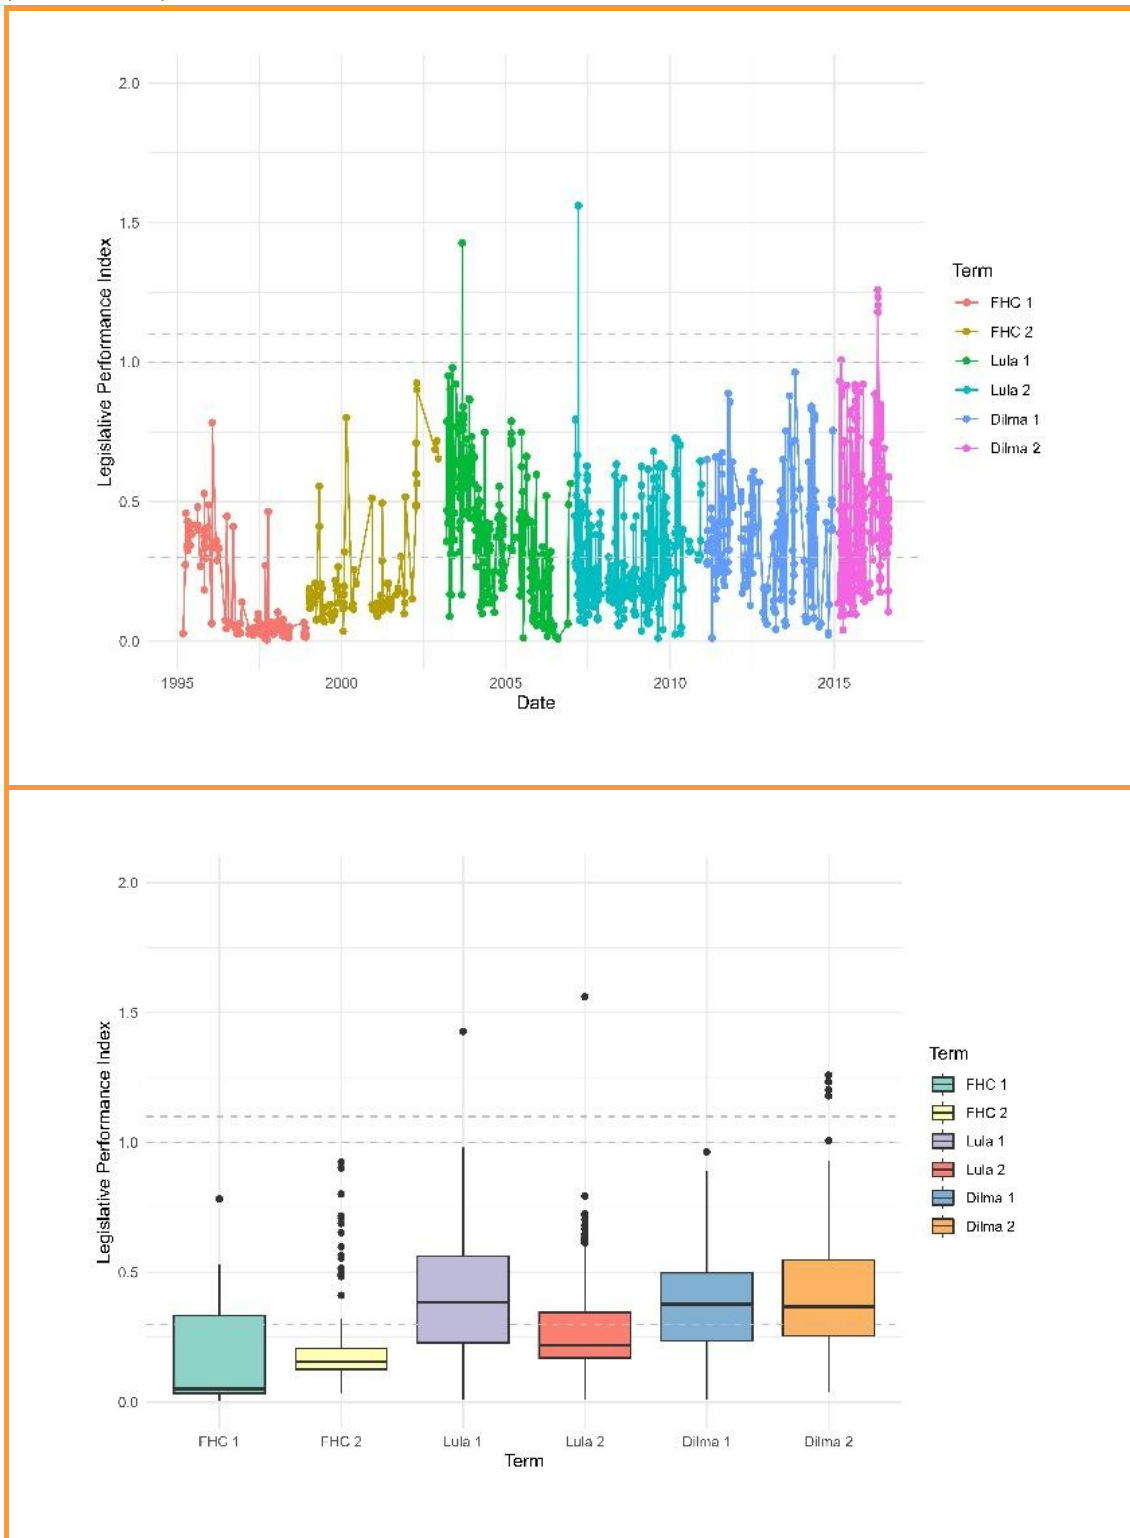 2.0
1.5
1.0
0.5
0.0
Legislative Performance Index
1995 2000 2005 2010 2015
Date
Term
FHC 1
FHC 2
Lula 1
Lula 2
Dilma 1
Dilma 2
2.0
1.5
1.0
0.5
0.0
Legislative Performance Index
FHC 1 FHC 2 Lula 1 Lula 2 Dilma 1 Dilma 2
Term
Term
FHC 1
FHC 2
Lula 1
Lula 2
Dilma 1
Dilma 2